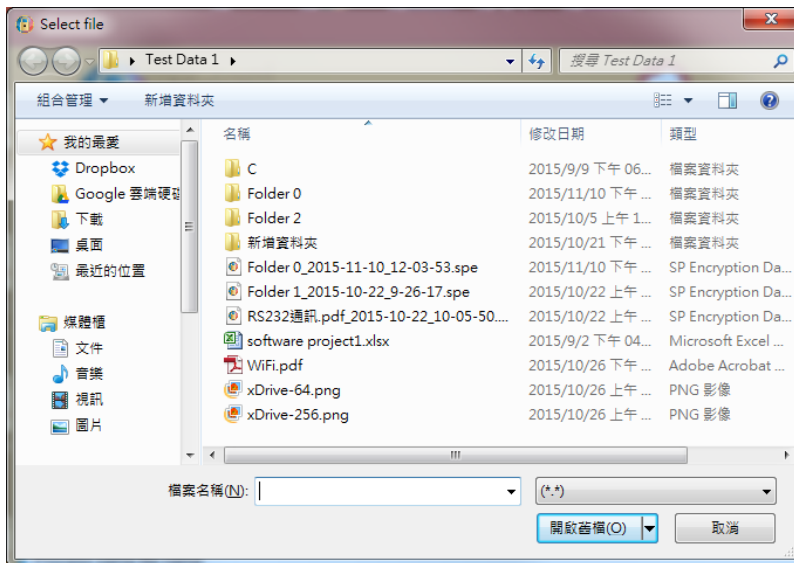 Select file
Test Data 1
搜尋 Test Data 1
組合管理 新增資料夾
我的最愛
Dropbox
Google 雲端硬碟
下載
桌面
最近的位置
媒體櫃
文件
音樂
視訊
圖片
名稱 修改日期 類型
C 2015/9/9 下午 06... 檔案資料夾
Folder 0 2015/11/10 下午 ... 檔案資料夾
Folder 2 2015/10/5 上午 1... 檔案資料夾
新增資料夾 2015/10/21 下午 ... 檔案資料夾
Folder 0_2015-11-10_12-03-53.spe 2015/11/10 下午 ... SP Encryption Da...
Folder 1_2015-10-22_9-26-17.spe 2015/10/22 上午 ... SP Encryption Da...
RS232通訊.pdf_2015-10-22_10-05-50.... 2015/10/22 上午 ... SP Encryption Da...
software project1.xlsx 2015/9/2 下午 04... Microsoft Excel ...
WiFi.pdf 2015/10/26 下午 ... Adobe Acrobat ...
xDrive-64.png 2015/10/26 上午 ... PNG 影像
xDrive-256.png 2015/10/26 上午 ... PNG 影像
檔案名稱(N): (*.*)
開啟舊檔(O) 取消